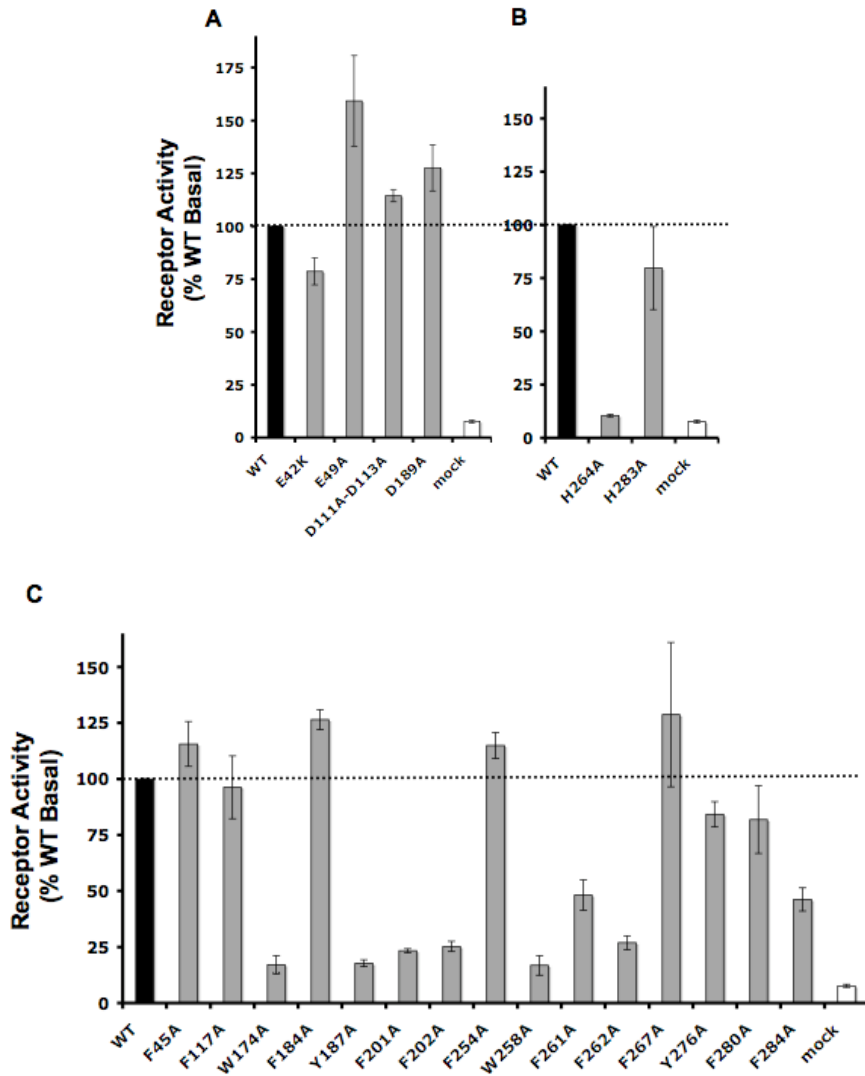 A
Receptor Activity
(% WT Basal)
175
150
125
100
75
50
25
0
WT
E42K
E49A
D111A-D113A
D189A
mock
B
150
125
100
75
50
25
0
WT
H264A
H283A
mock
C
Receptor Activity
(% WT Basal)
150
125
100
75
50
25
0
WT
F45A
F117A
W174A
F184A
Y187A
F201A
F202A
F254A
W258A
F261A
F262A
F267A
Y276A
F280A
F284A
mock